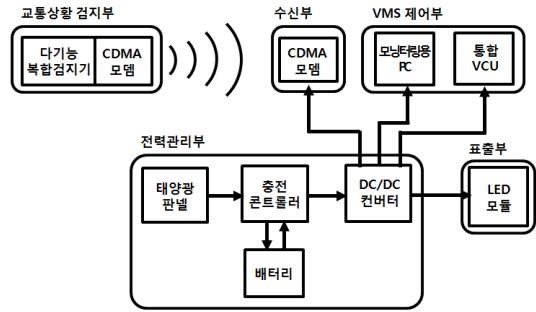 교통상황 검지부
수신부
VMS 제어부
다기능
복합검지기
CDMA
모뎀
CDMA
모뎀
모닝터링용
PC
통합
VCU
전력관리부
표출부
태양광
판넬
충전
콘트롤러
DC/DC
컨버터
LED
모듈
배터리